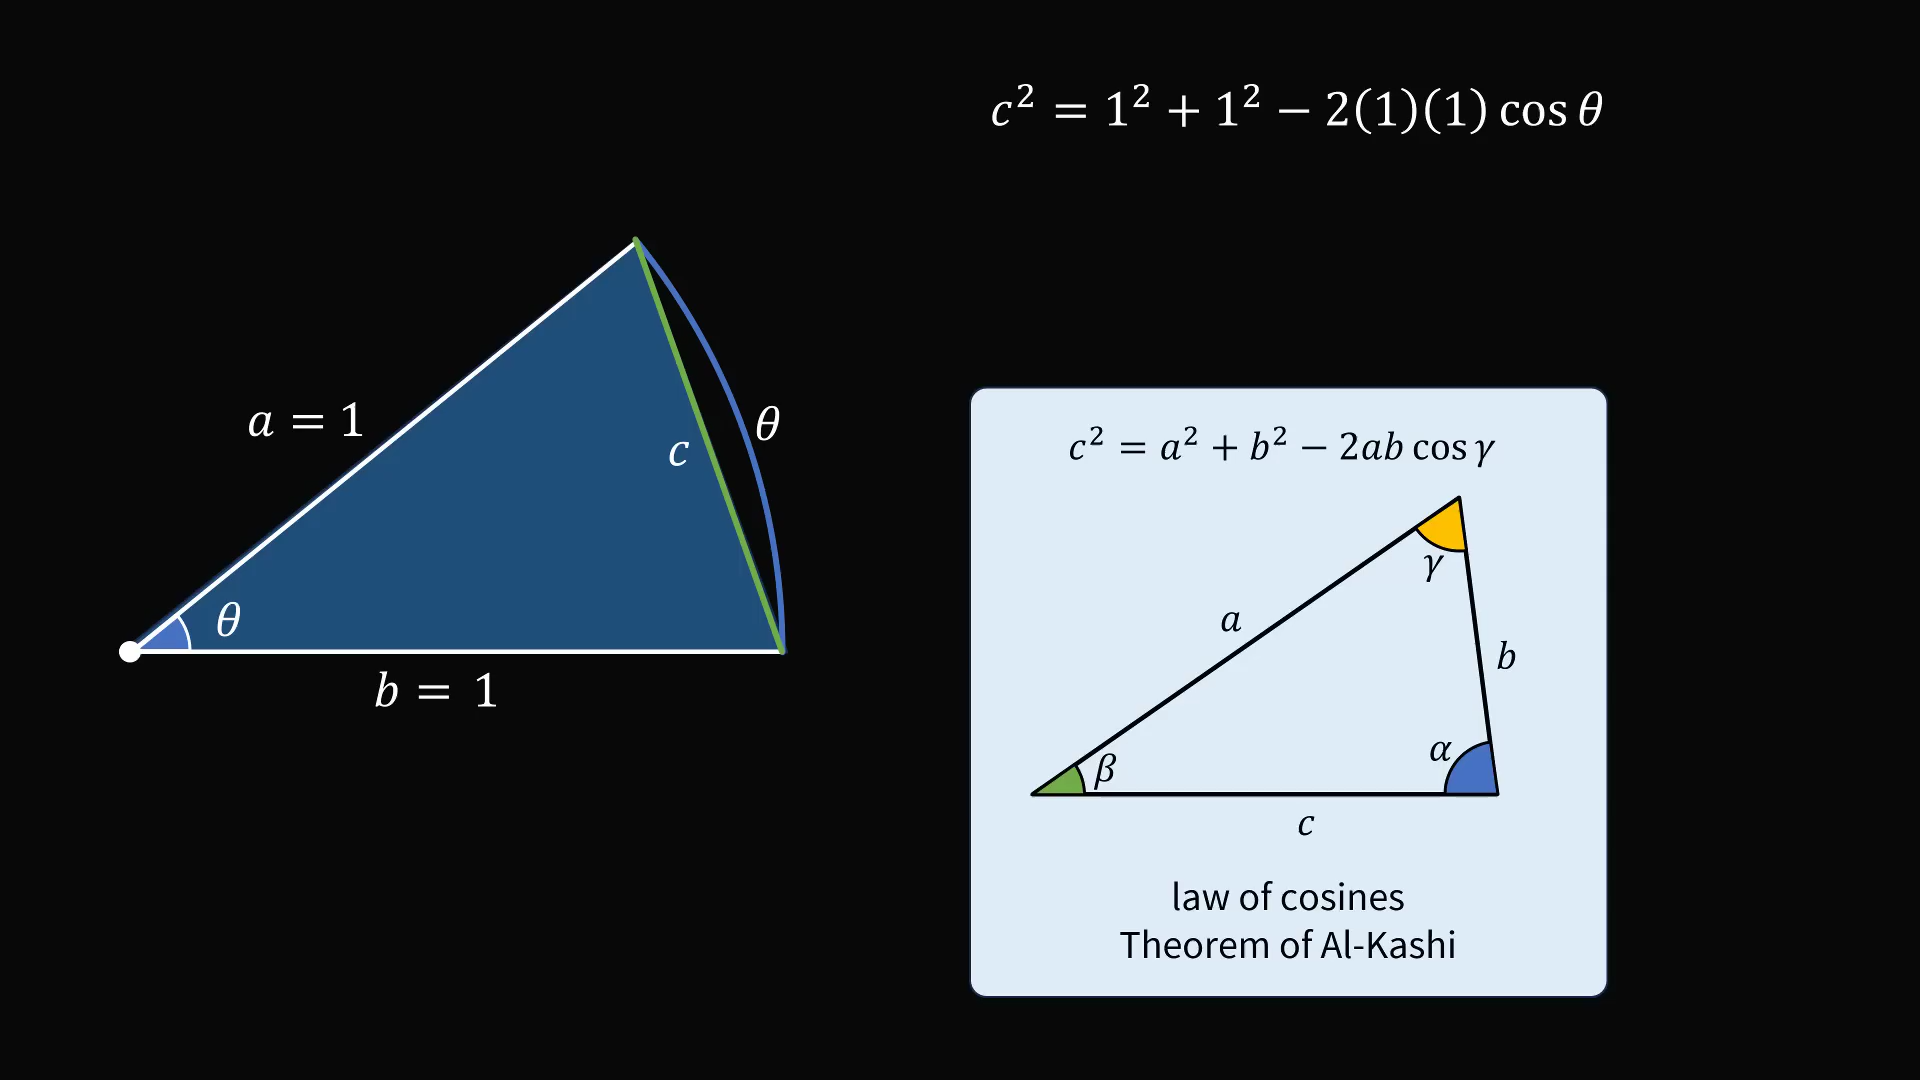 c² = 1² + 1² − 2(1)(1) cos θ
a = 1
c
θ
θ
b = 1
c² = a² + b² − 2ab cos γ
γ
a
b
α
β
c
law of cosines
Theorem of Al-Kashi